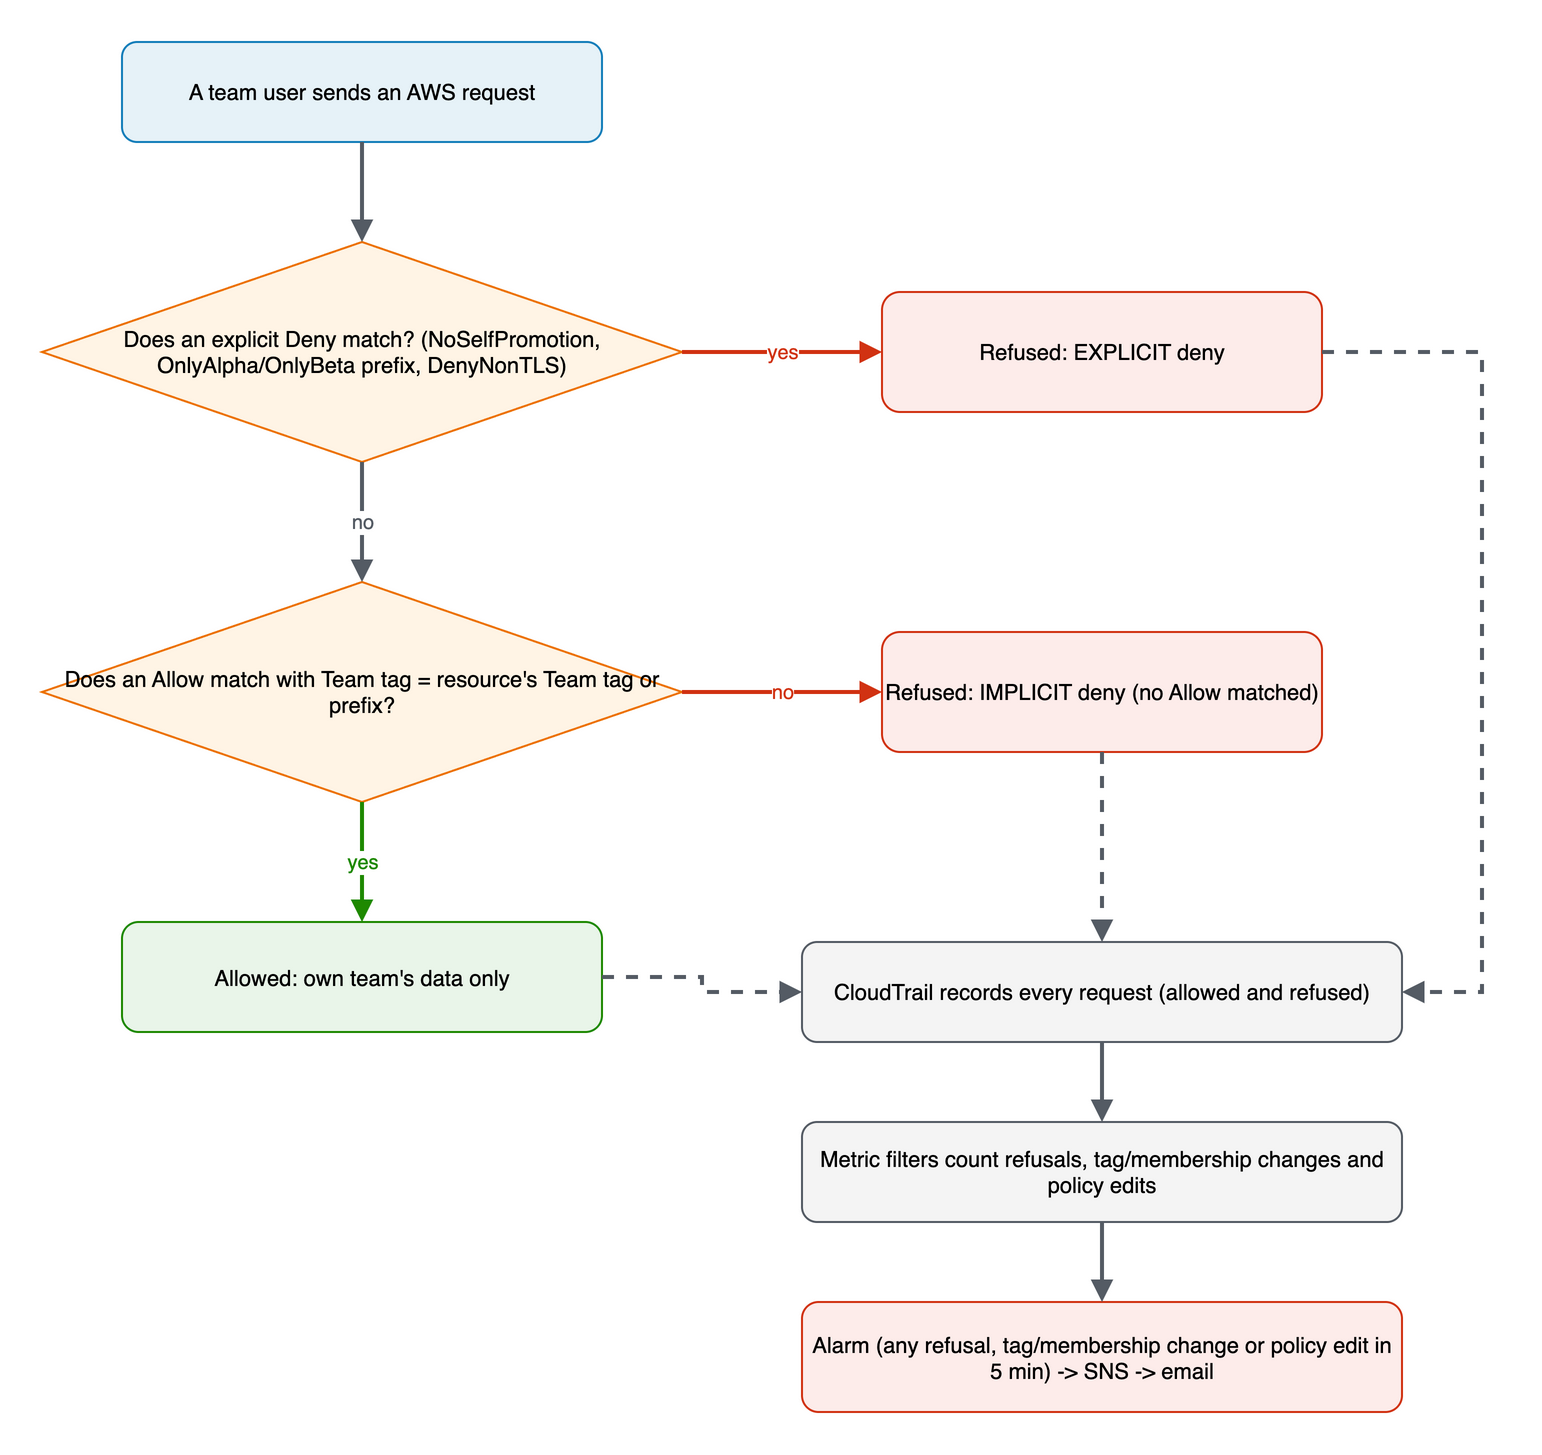 A team user sends an AWS request
Does an explicit Deny match? (NoSelfPromotion,
OnlyAlpha/OnlyBeta prefix, DenyNonTLS)
yes
Refused: EXPLICIT deny
no
Does an Allow match with Team tag = resource's Team tag or
prefix?
no
Refused: IMPLICIT deny (no Allow matched)
yes
Allowed: own team's data only
CloudTrail records every request (allowed and refused)
Metric filters count refusals, tag/membership changes and
policy edits
Alarm (any refusal, tag/membership change or policy edit in
5 min) -> SNS -> email